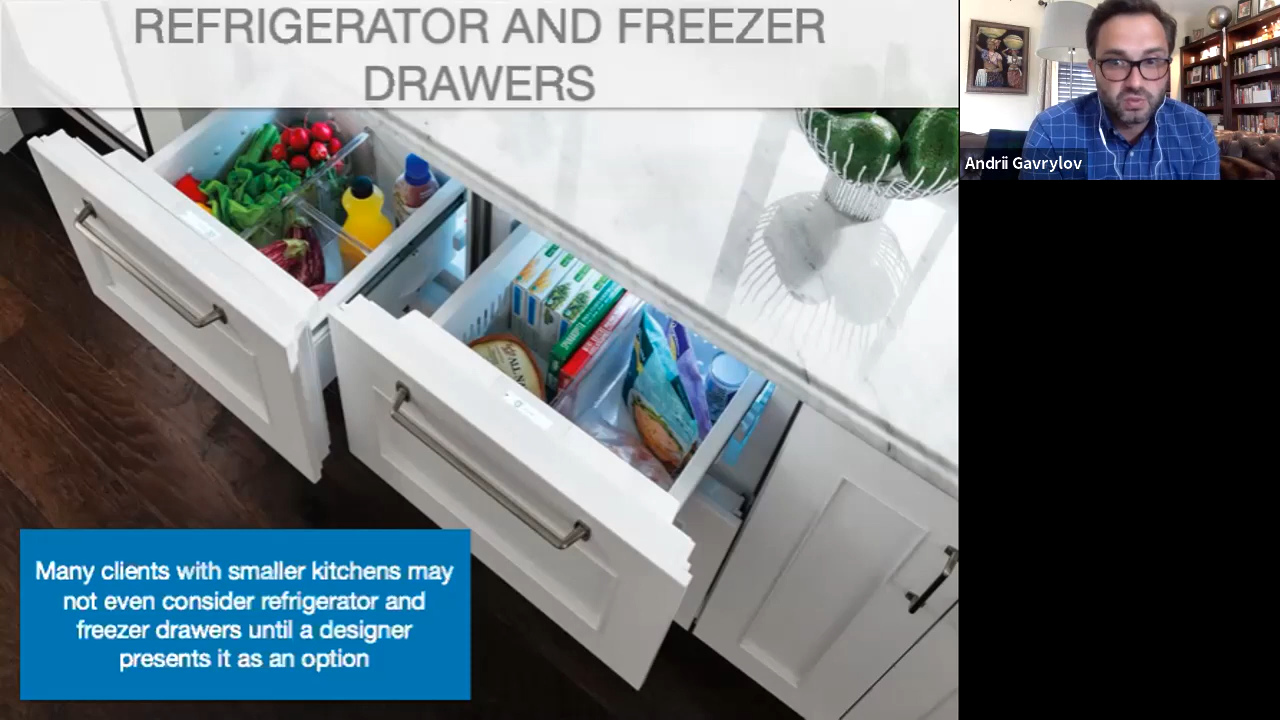 REFRIGERATOR AND FREEZER
DRAWERS
Andrii Gavrylov
Many clients with smaller kitchens may
not even consider refrigerator and
freezer drawers until a designer
presents it as an option